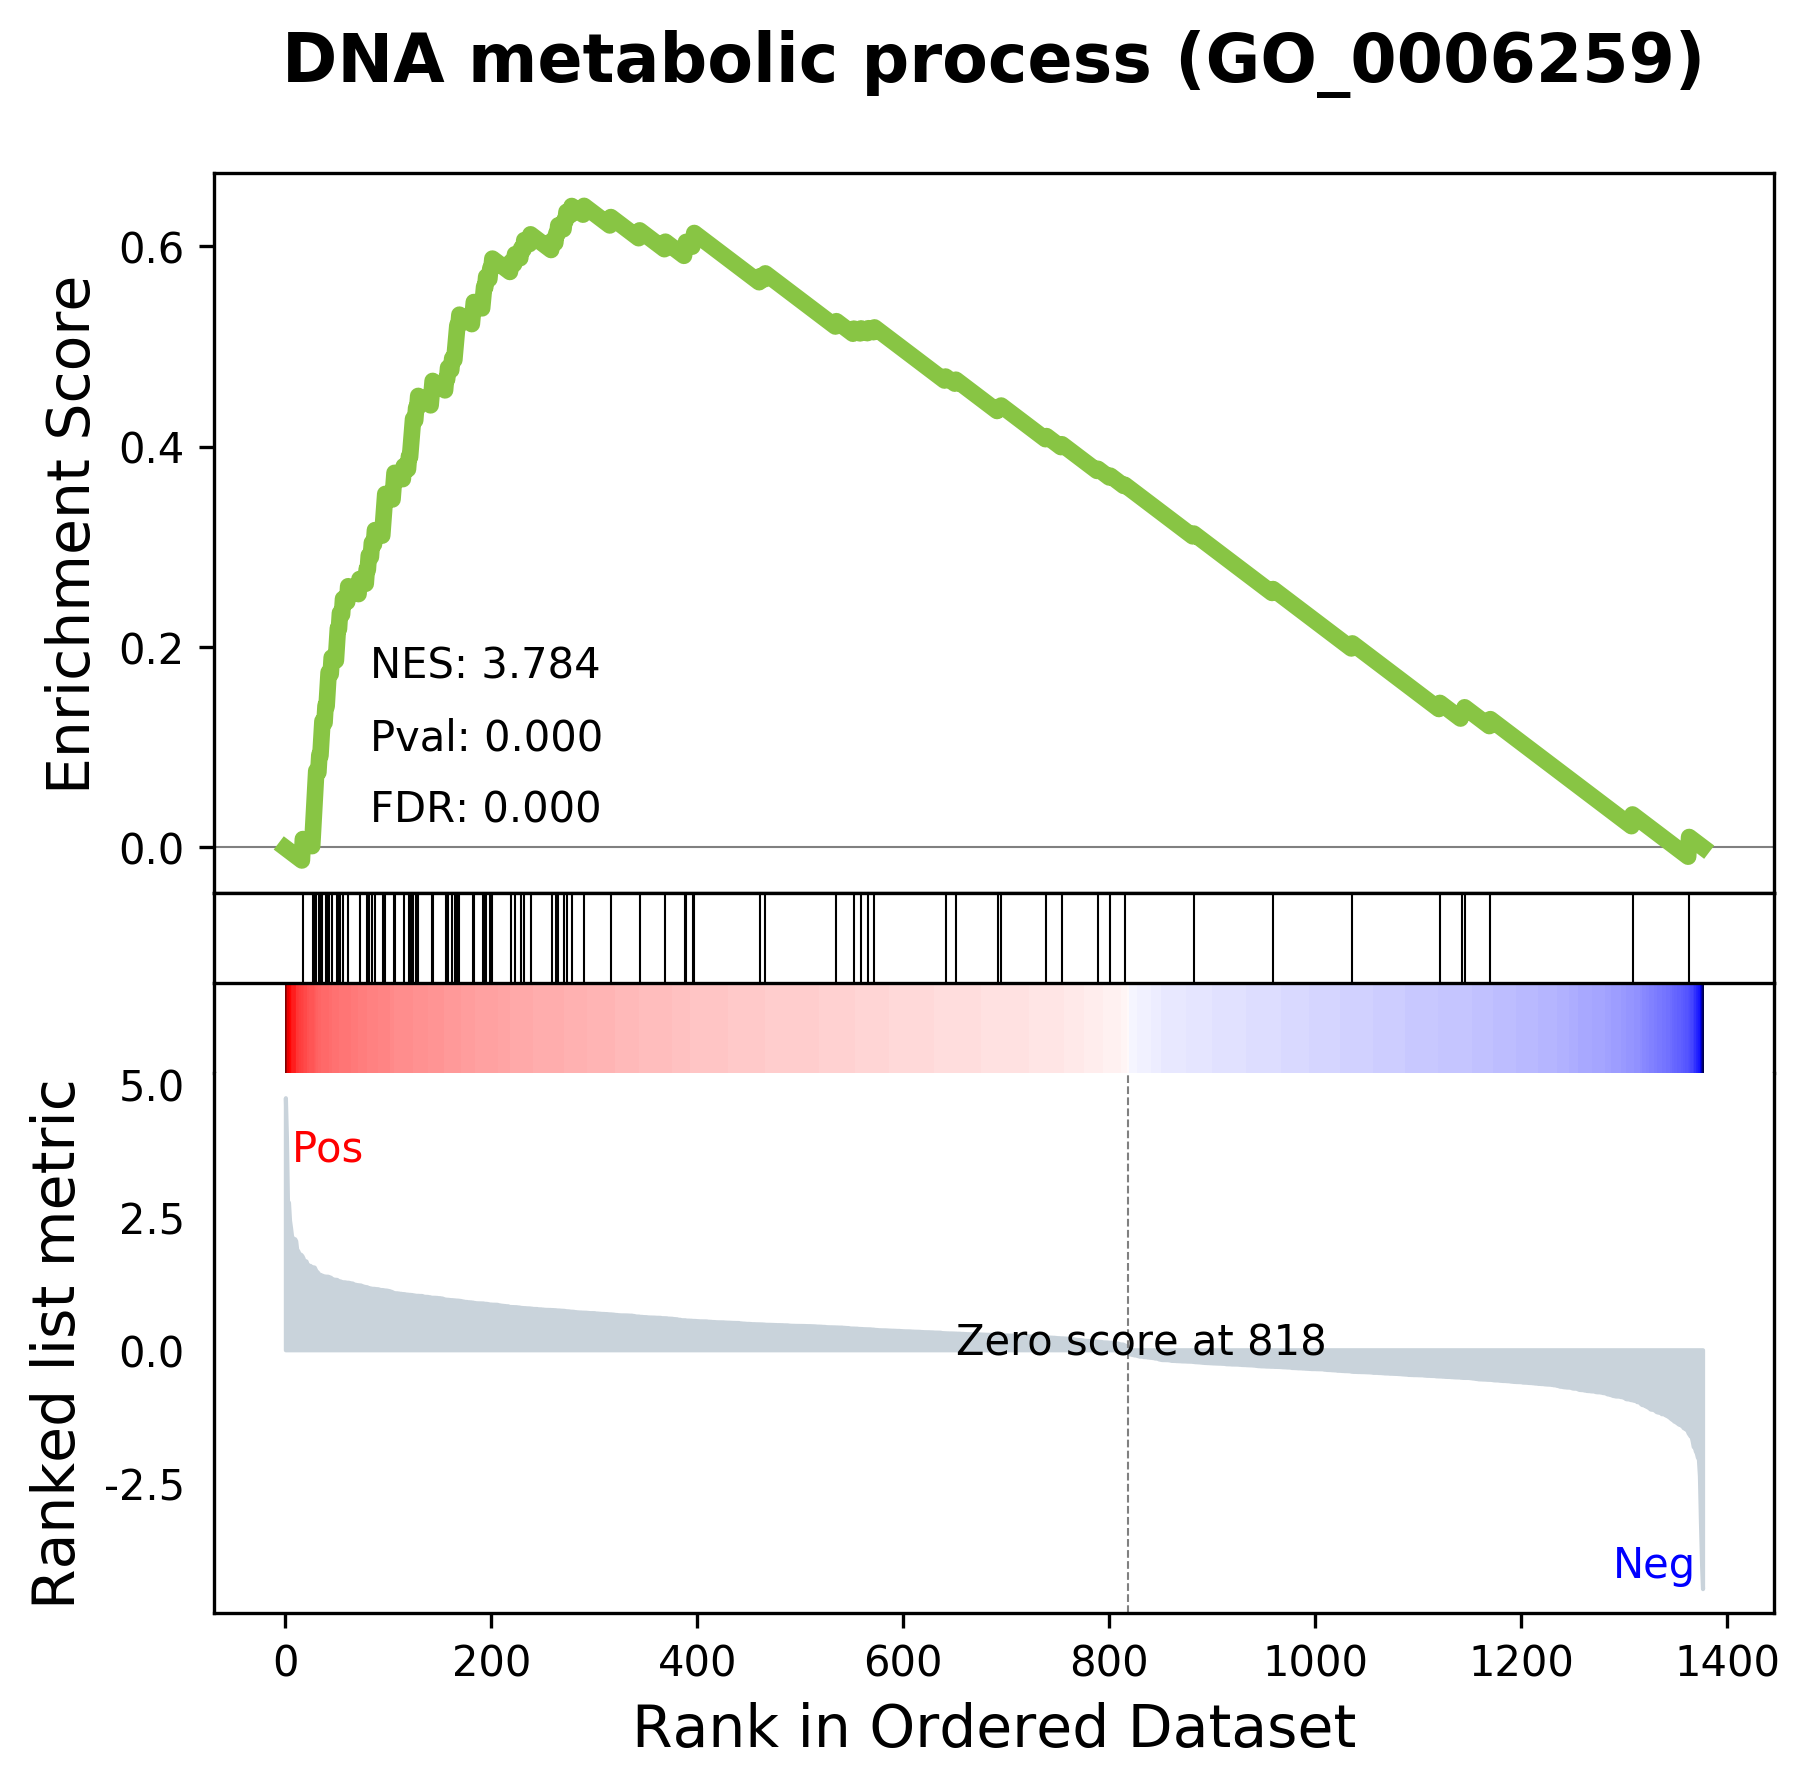 DNA metabolic process (GO_0006259)
Enrichment Score
0.6
0.4
0.2
0.0
NES: 3.784
Pval: 0.000
FDR: 0.000
Ranked list metric
5.0
2.5
0.0
-2.5
Pos
Zero score at 818
Neg
0 200 400 600 800 1000 1200 1400
Rank in Ordered Dataset